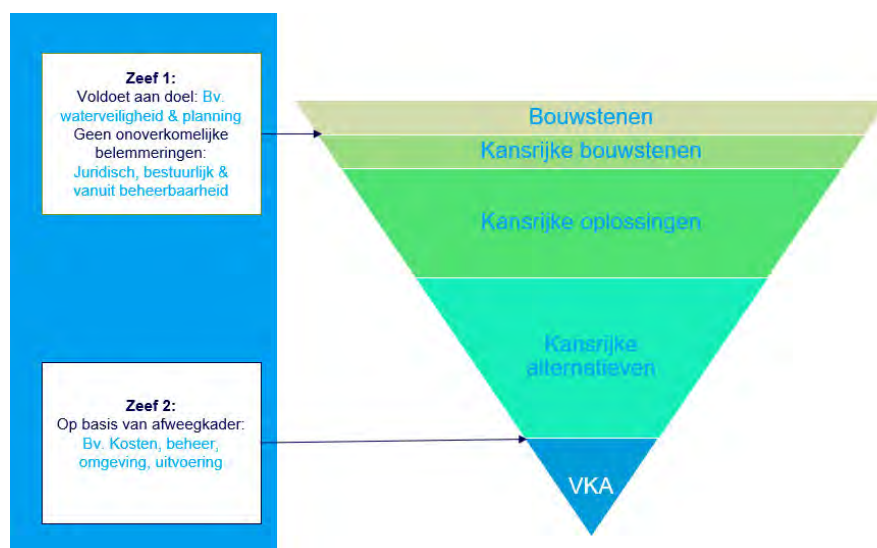 Zeef 1:
Voldoet aan doel: Bv.
waterveiligheid & planning
Geen onoverkomelijke
belemmeringen:
Juridisch, bestuurlijk &
vanuit beheerbaarheid
Zeef 2:
Op basis van afweegkader:
Bv. Kosten, beheer,
omgeving, uitvoering
Bouwstenen
Kansrijke bouwstenen
Kansrijke oplossingen
Kansrijke
alternatieven
VKA